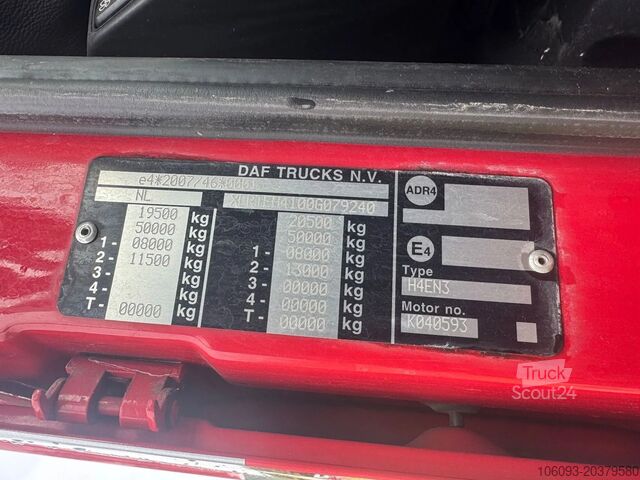 DAF TRUCKS N.V.
e4*2007/46*0001
NL
19500 kg 20500 kg
50000 kg 50000 kg
1- 08000 kg 1- 08000 kg
2- 11500 kg 2- 13000 kg
3- kg 3- 00000 kg
4- kg 4- 00000 kg
T- 00000 kg T- 00000 kg
ADR4
E4
Type
H4EN3
Motor no.
K040593
Truck
Scout24
106093-20379580